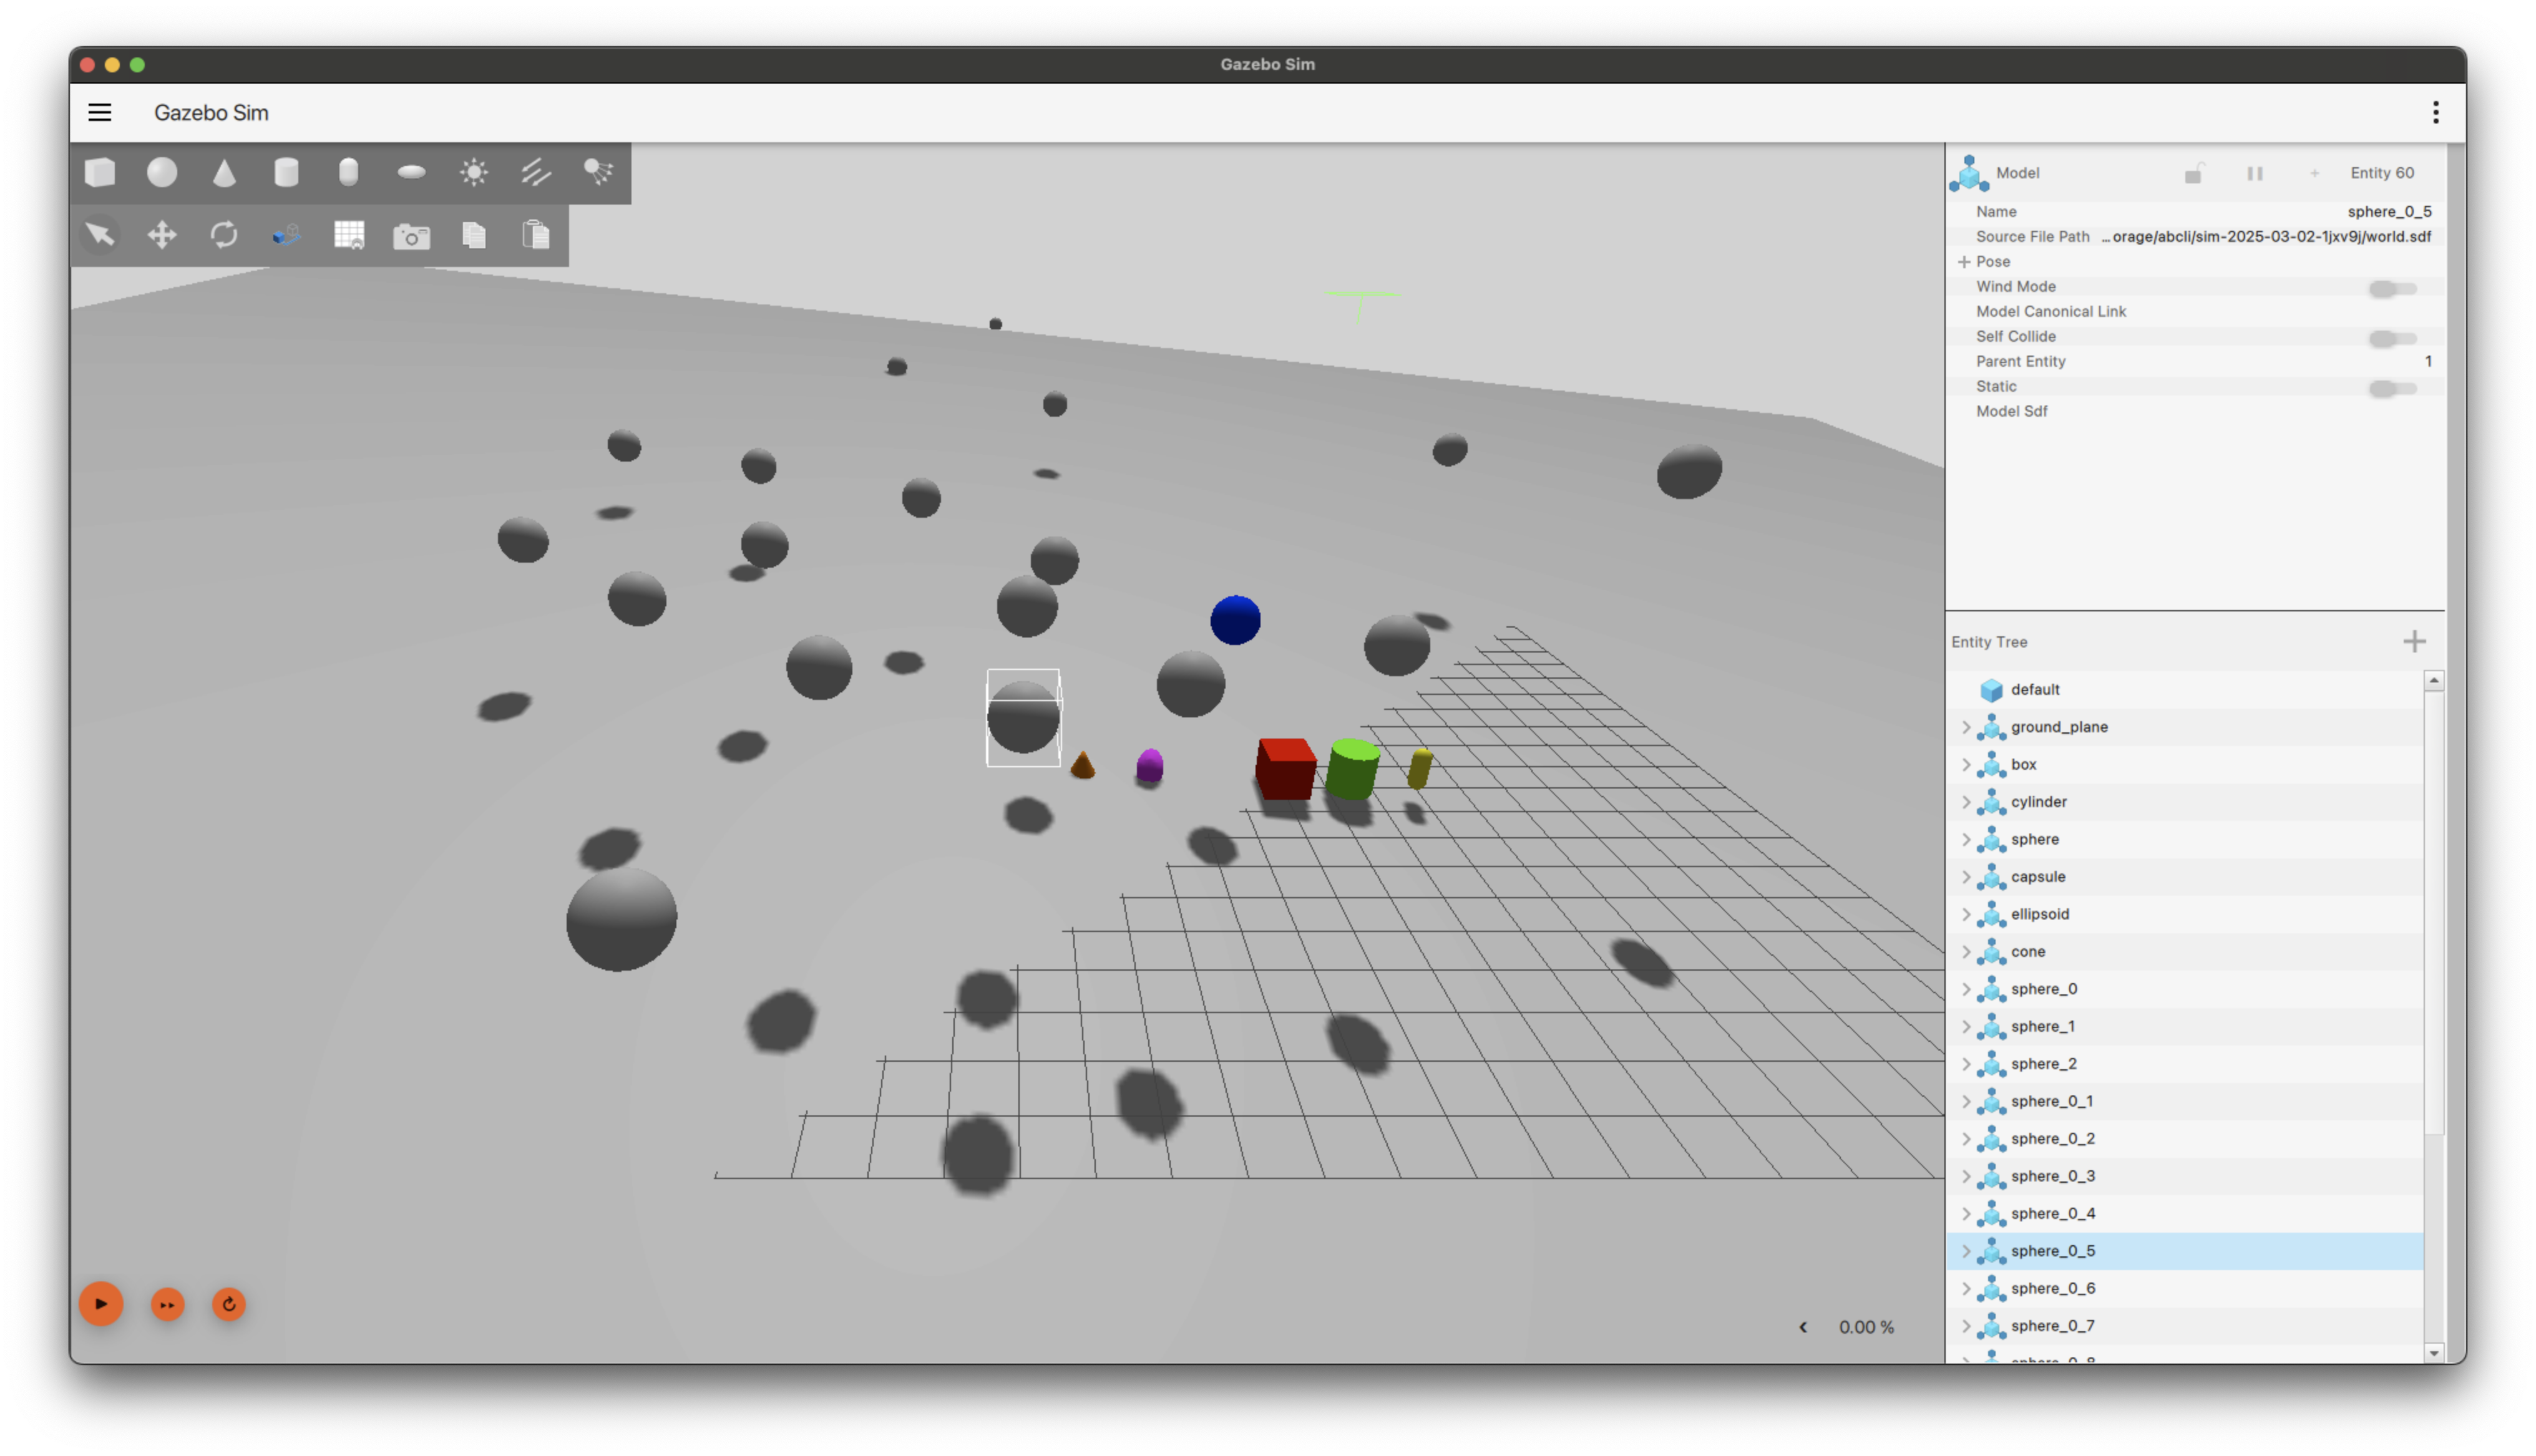 Gazebo Sim
Gazebo Sim
Model
Entity 60
Name
sphere_0_5
Source File Path
...orage/abcli/sim-2025-03-02-1jxv9j/world.sdf
Pose
Wind Mode
Model Canonical Link
Self Collide
Parent Entity
1
Static
Model Sdf
Entity Tree
default
ground_plane
box
cylinder
sphere
capsule
ellipsoid
cone
sphere_0
sphere_1
sphere_2
sphere_0_1
sphere_0_2
sphere_0_3
sphere_0_4
sphere_0_5
sphere_0_6
sphere_0_7
0.00 %